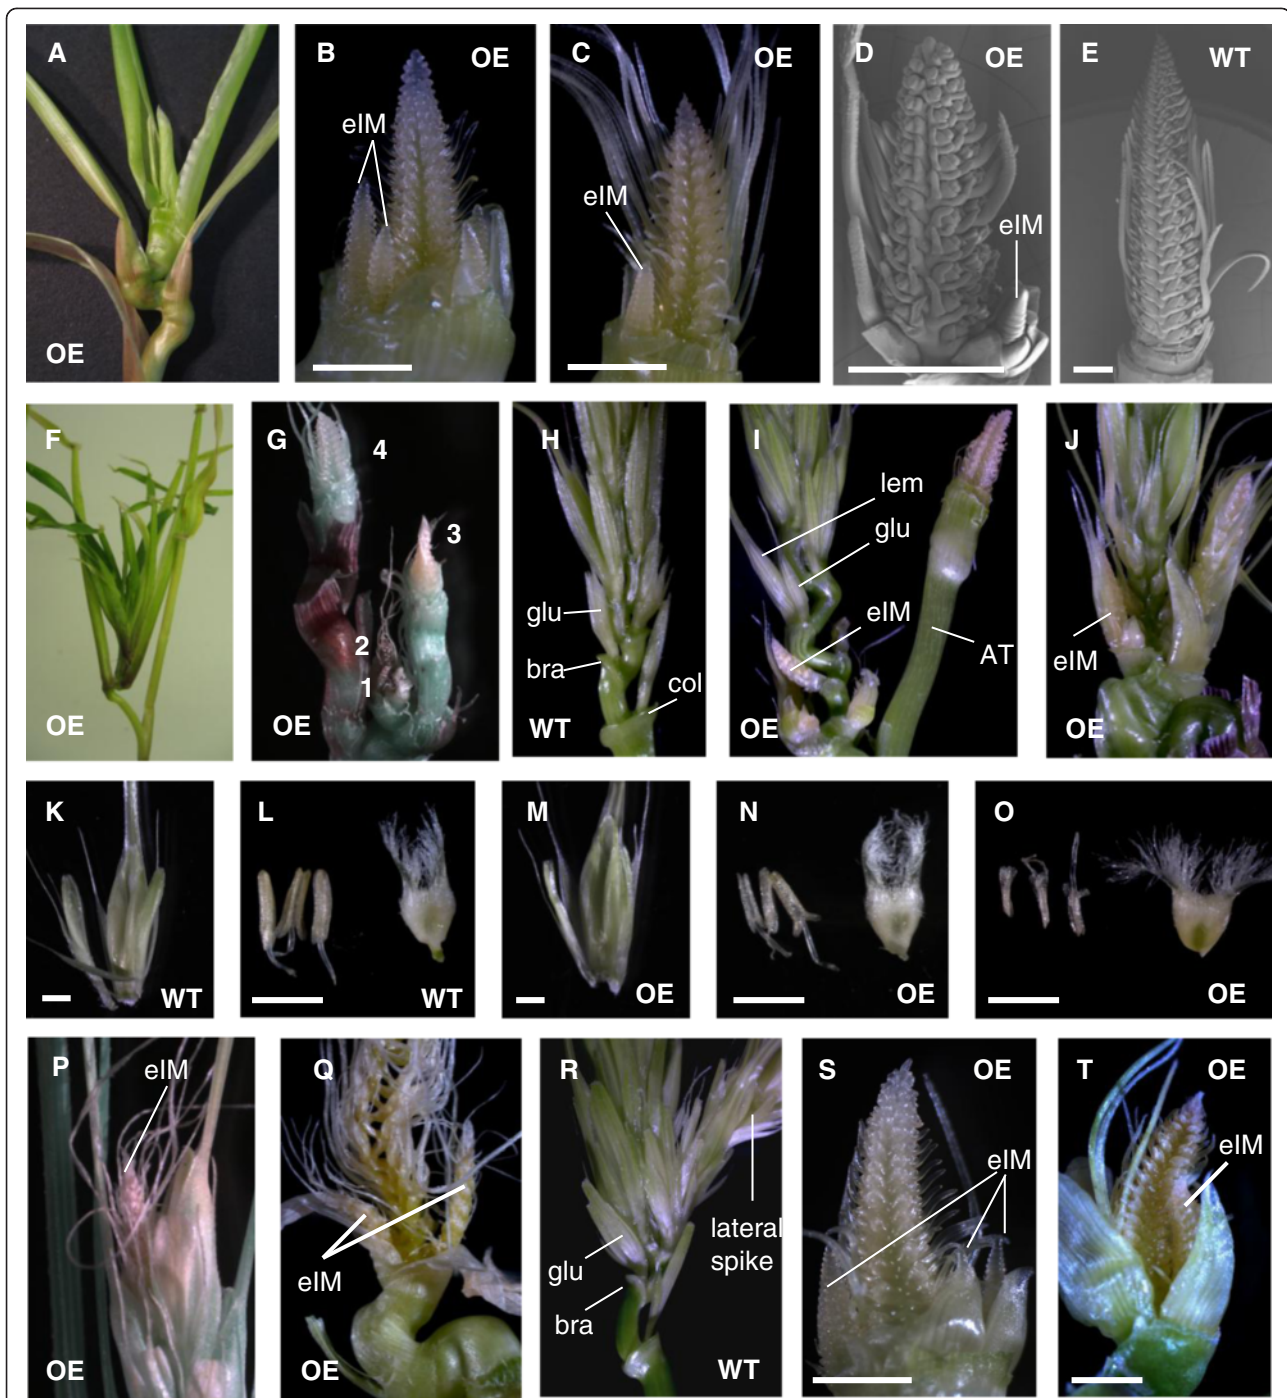 A
OE
B
OE
eIM
C
OE
eIM
D
OE
eIM
E
WT
F
OE
G
4
3
2
1
OE
H
glu
bra
col
WT
I
lem
glu
eIM
AT
OE
J
eIM
OE
K
WT
L
WT
M
OE
N
OE
O
OE
P
eIM
OE
Q
eIM
OE
R
lateral
spike
glu
bra
WT
S
OE
eIM
T
OE
eIM